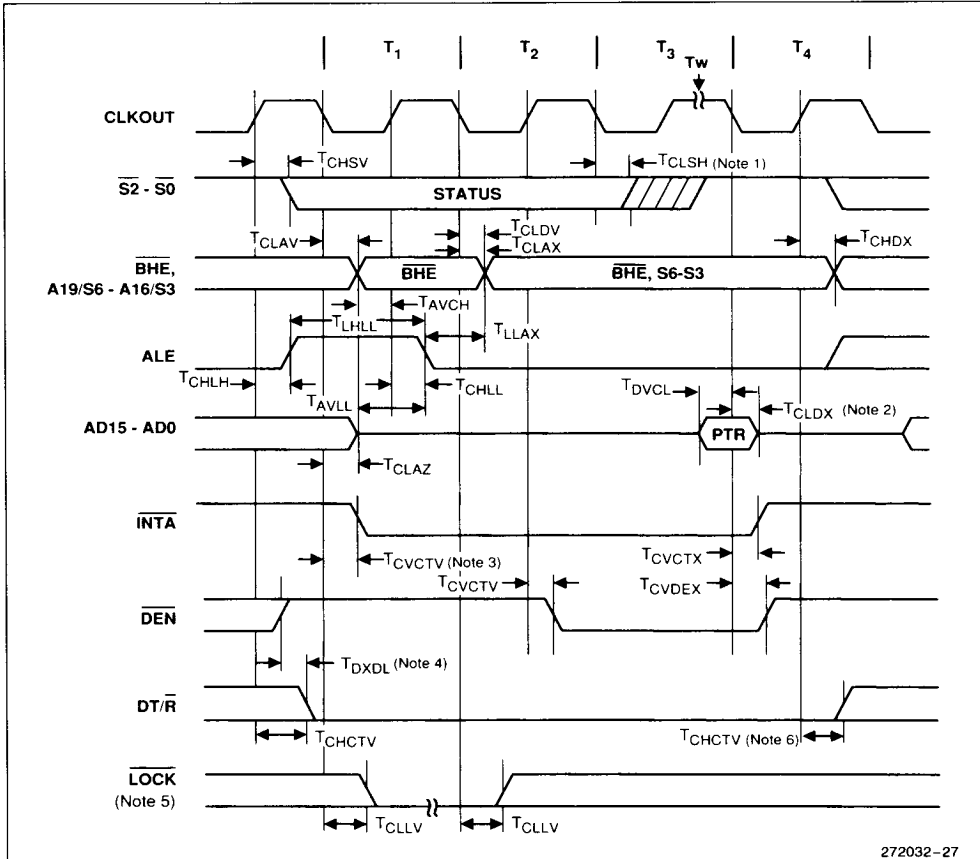 T1 T2 T3 T4
Tw
CLKOUT
TCHSV TCLSH (Note 1)
S2 - S0 STATUS
TCLAV TCLDV TCHDX
TCLAX
BHE,
A19/S6 - A16/S3 BHE BHE, S6-S3
TAVCH
TLHLL TLLAX
ALE
TCHLH TCHLL TDVCL
TAVLL TCLDX (Note 2)
AD15 - AD0 PTR
TCLAZ
INTA
TCVCTV (Note 3) TCVCTX
TCVCTV TCVDEX
DEN
TDXDL (Note 4)
DT/R
TCHCTV TCHCTV (Note 6)
LOCK
(Note 5)
TCLLV TCLLV
272032-27